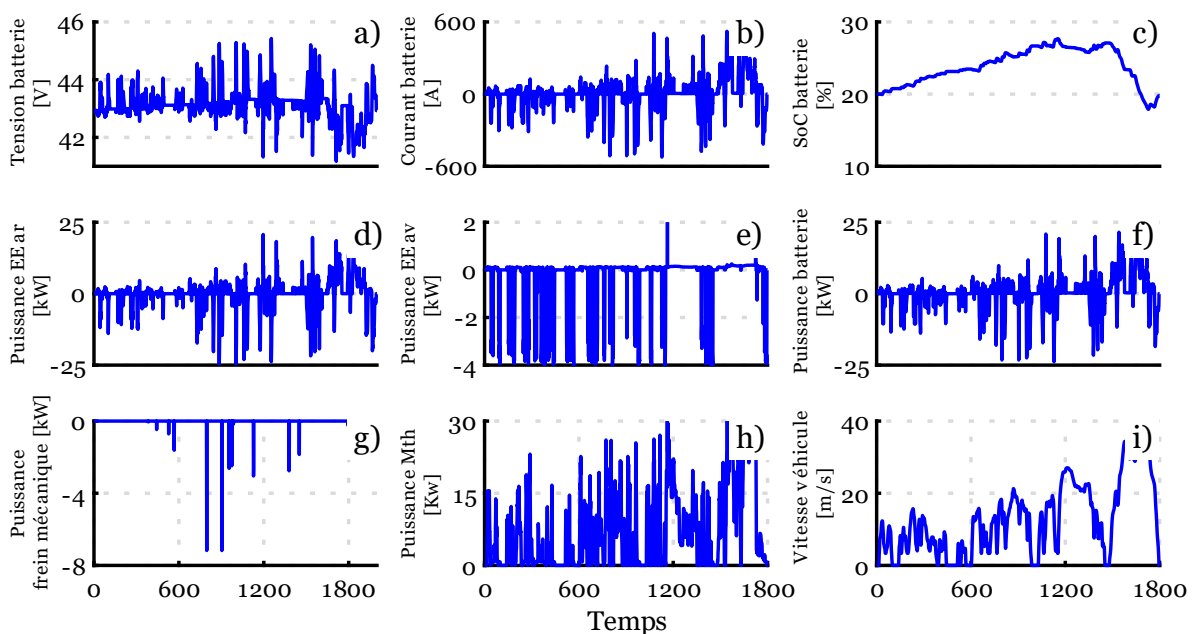 46
44
42
Tension batterie
[V]
a)
600
0
-600
Courant batterie
[A]
b)
30
20
10
SoC batterie
[%]
c)
25
0
-25
Puissance EE ar
[kW]
d)
2
0
-2
-4
Puissance EE av
[kW]
e)
25
0
-25
Puissance batterie
[kW]
f)
0
-4
-8
Puissance
frein mécanique [kW]
g)
0 600 1200 1800
30
15
0
Puissance Mth
[Kw]
h)
0 600 1200 1800
40
20
0
Vitesse véhicule
[m/s]
i)
0 600 1200 1800
Temps